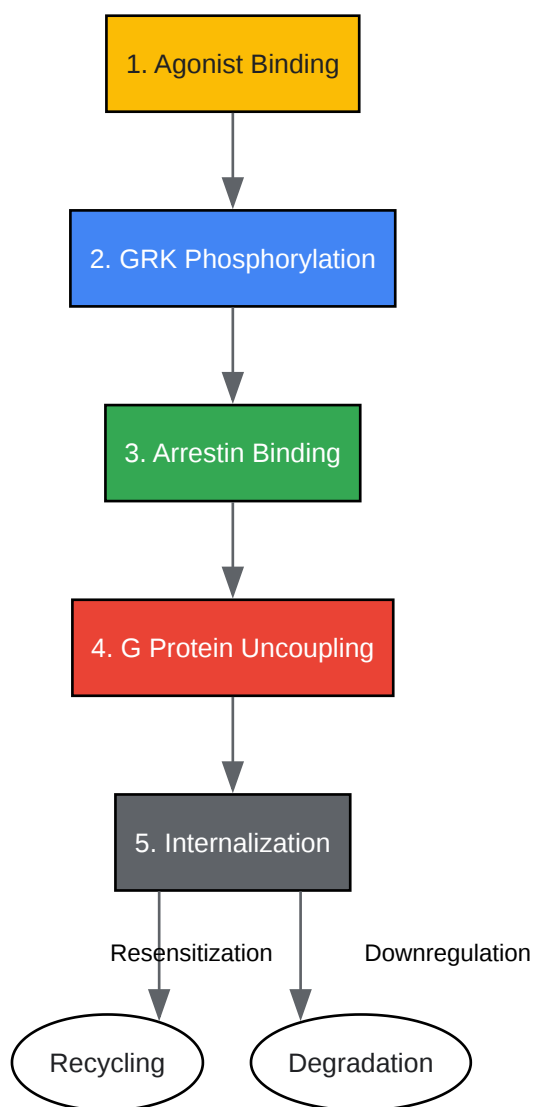 1. Agonist Binding
2. GRK Phosphorylation
3. Arrestin Binding
4. G Protein Uncoupling
5. Internalization
Resensitization
Downregulation
Recycling
Degradation